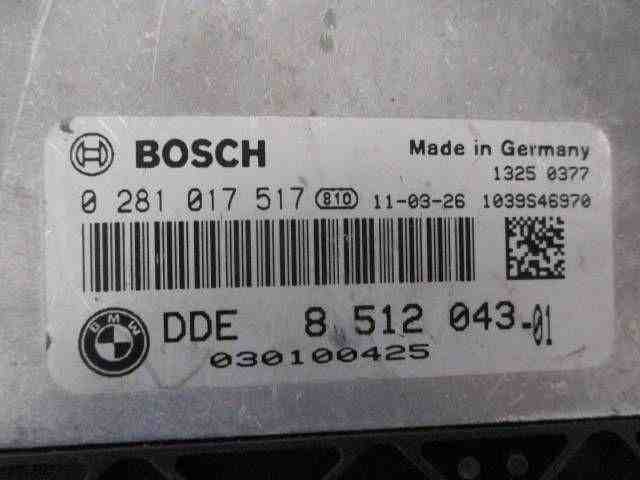 BOSCH
Made in Germany
1325 0377
0 281 017 517 810 11-03-26 1039S46970
BMW
DDE 8 512 043-01
030100425